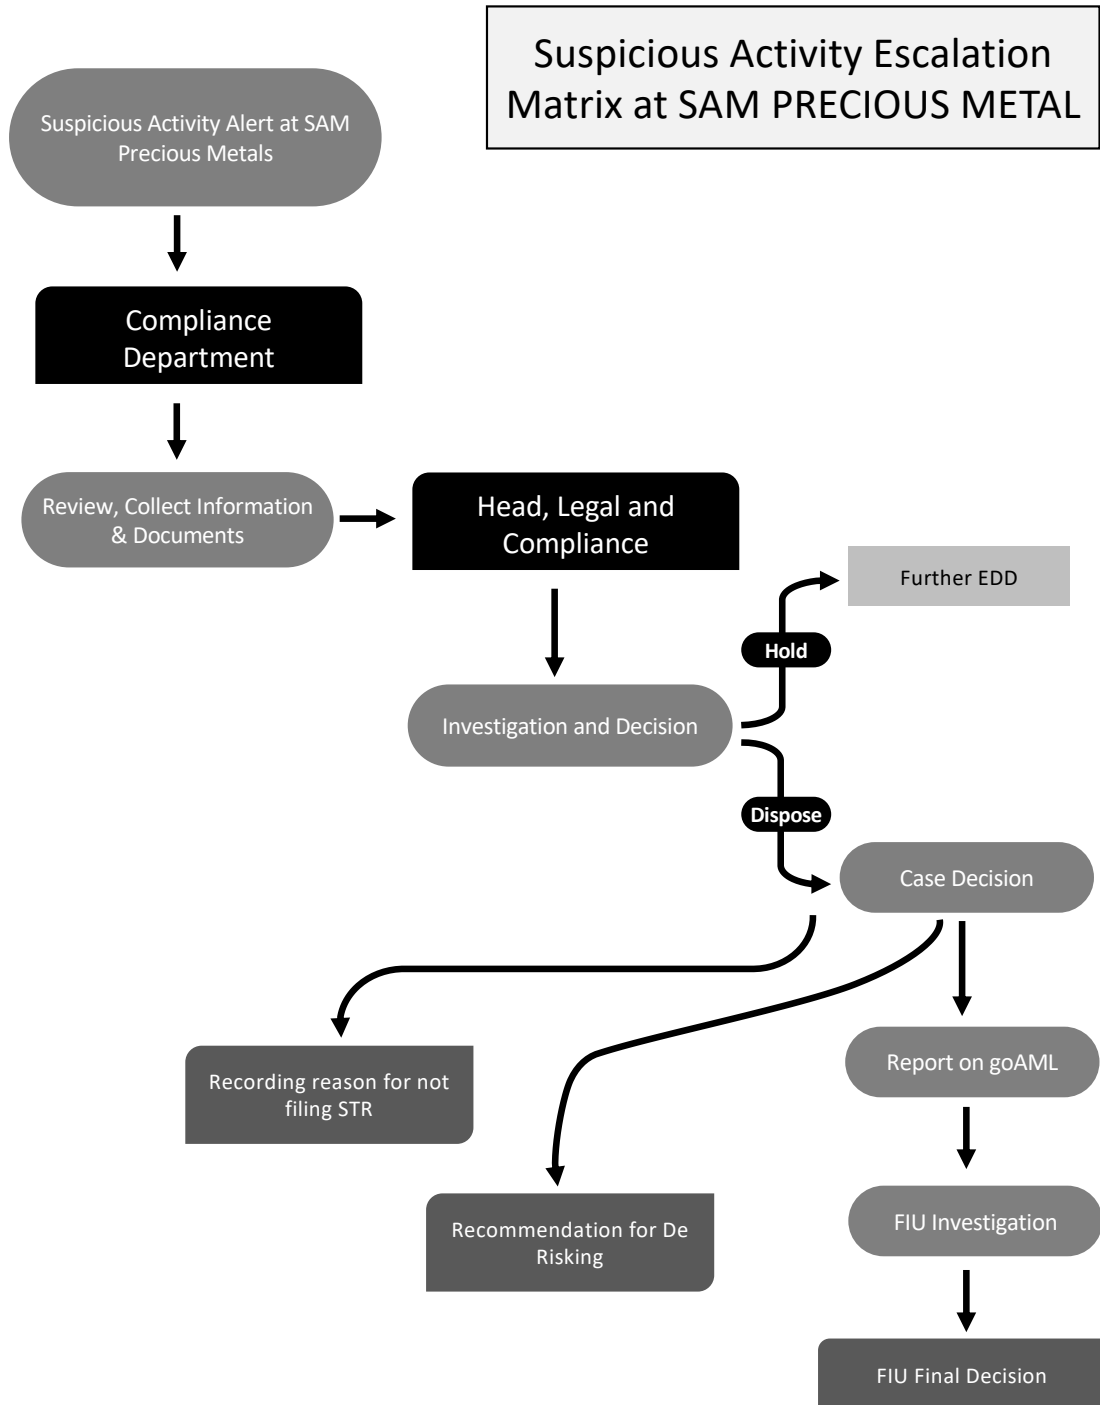 Suspicious Activity Escalation
Matrix at SAM PRECIOUS METAL
Suspicious Activity Alert at SAM
Precious Metals
Compliance
Department
Review, Collect Information
& Documents
Head, Legal and
Compliance
Further EDD
Hold
Investigation and Decision
Dispose
Case Decision
Report on goAML
Recording reason for not
filing STR
Recommendation for De
Risking
FIU Investigation
FIU Final Decision